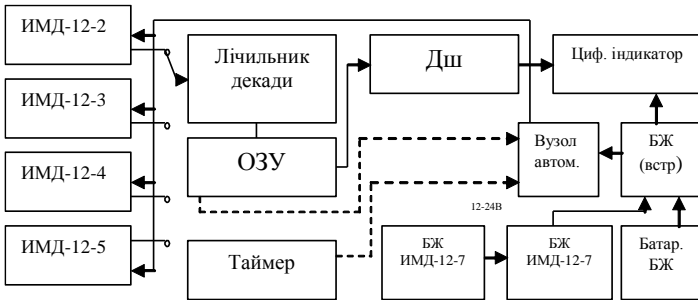 ИМД-12-2
Лічильник
декади
Дш
Циф. індикатор
ИМД-12-3
ОЗУ
Вузол
автом.
БЖ
(встр)
ИМД-12-4
12-24В
ИМД-12-5
Таймер
БЖ
ИМД-12-7
БЖ
ИМД-12-7
Батар.
БЖ